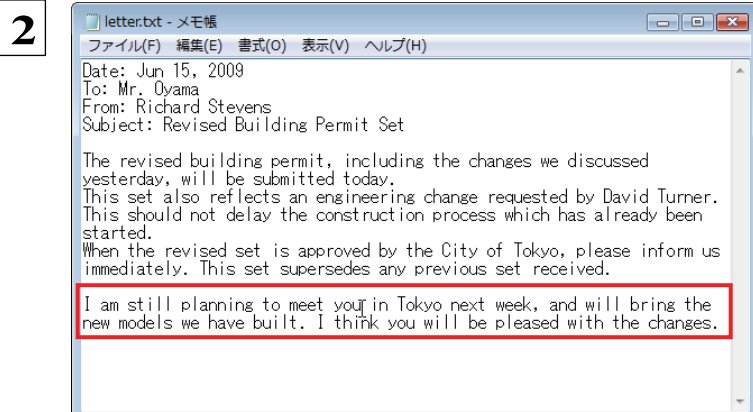 2
letter.txt - メモ帳
ファイル(F) 編集(E) 書式(O) 表示(V) ヘルプ(H)
Date: Jun 15, 2009
To: Mr. Oyama
From: Richard Stevens
Subject: Revised Building Permit Set
The revised building permit, including the changes we discussed
yesterday, will be submitted today.
This set also reflects an engineering change requested by David Turner.
This should not delay the construction process which has already been
started.
When the revised set is approved by the City of Tokyo, please inform us
immediately. This set supersedes any previous set received.
I am still planning to meet you in Tokyo next week, and will bring the
new models we have built. I think you will be pleased with the changes.